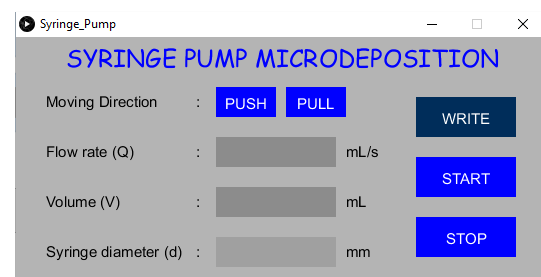 Syringe_Pump
SYRINGE PUMP MICRODEPOSITION
Moving Direction : PUSH PULL
WRITE
Flow rate (Q) : mL/s
START
Volume (V) : mL
STOP
Syringe diameter (d) : mm